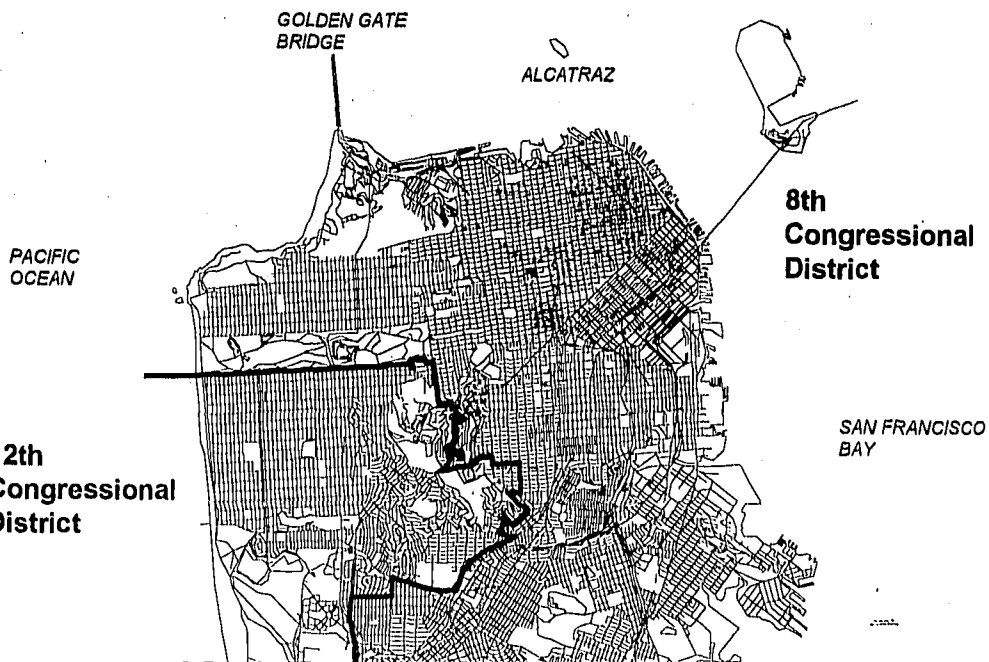 GOLDEN GATE
BRIDGE
ALCATRAZ
8th
Congressional
District
PACIFIC
OCEAN
SAN FRANCISCO
BAY
2th
Congressional
District